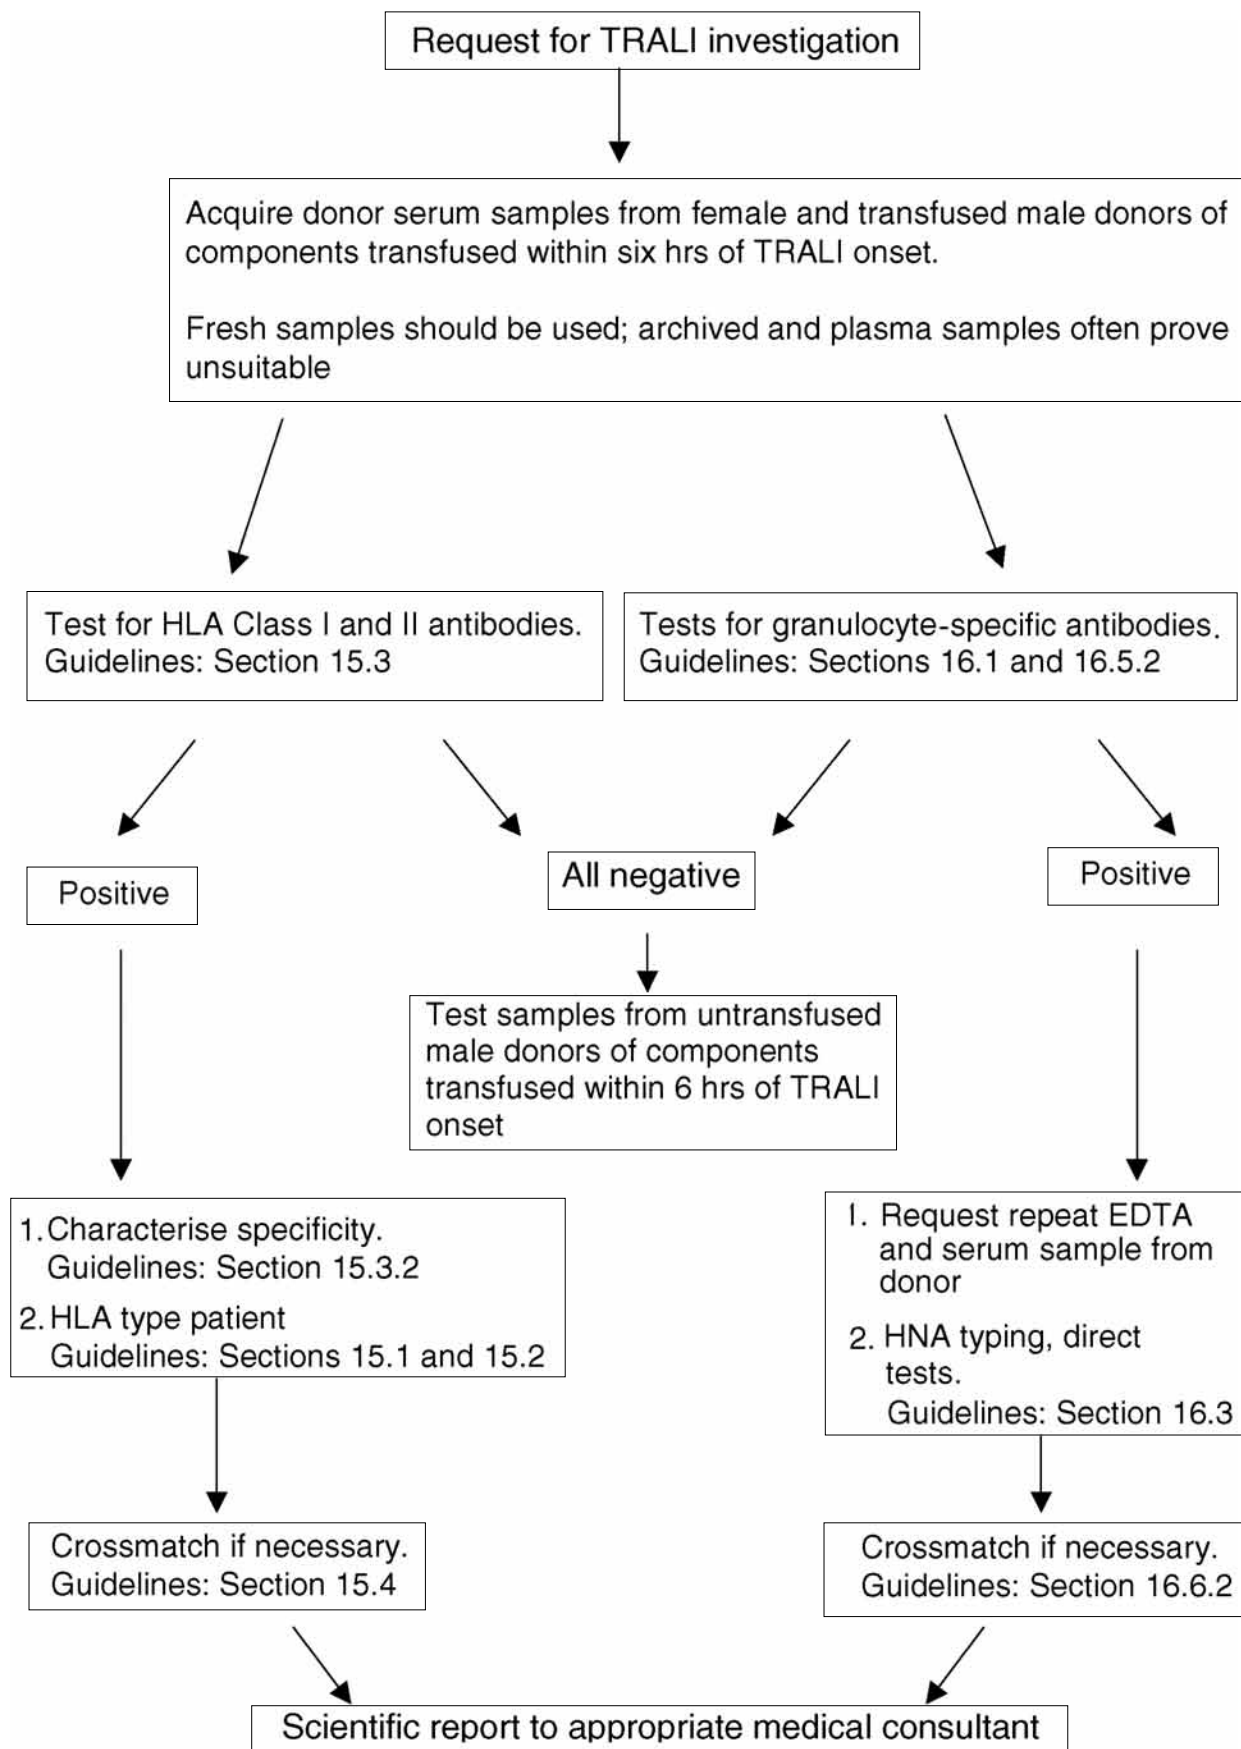 Request for TRALI investigation
Acquire donor serum samples from female and transfused male donors of
components transfused within six hrs of TRALI onset.
Fresh samples should be used; archived and plasma samples often prove
unsuitable
Test for HLA Class I and II antibodies.
Guidelines: Section 15.3
Tests for granulocyte-specific antibodies.
Guidelines: Sections 16.1 and 16.5.2
Positive
All negative
Positive
Test samples from untransfused
male donors of components
transfused within 6 hrs of TRALI
onset
1. Characterise specificity.
Guidelines: Section 15.3.2
2. HLA type patient
Guidelines: Sections 15.1 and 15.2
1. Request repeat EDTA
and serum sample from
donor
2. HNA typing, direct
tests.
Guidelines: Section 16.3
Crossmatch if necessary.
Guidelines: Section 15.4
Crossmatch if necessary.
Guidelines: Section 16.6.2
Scientific report to appropriate medical consultant